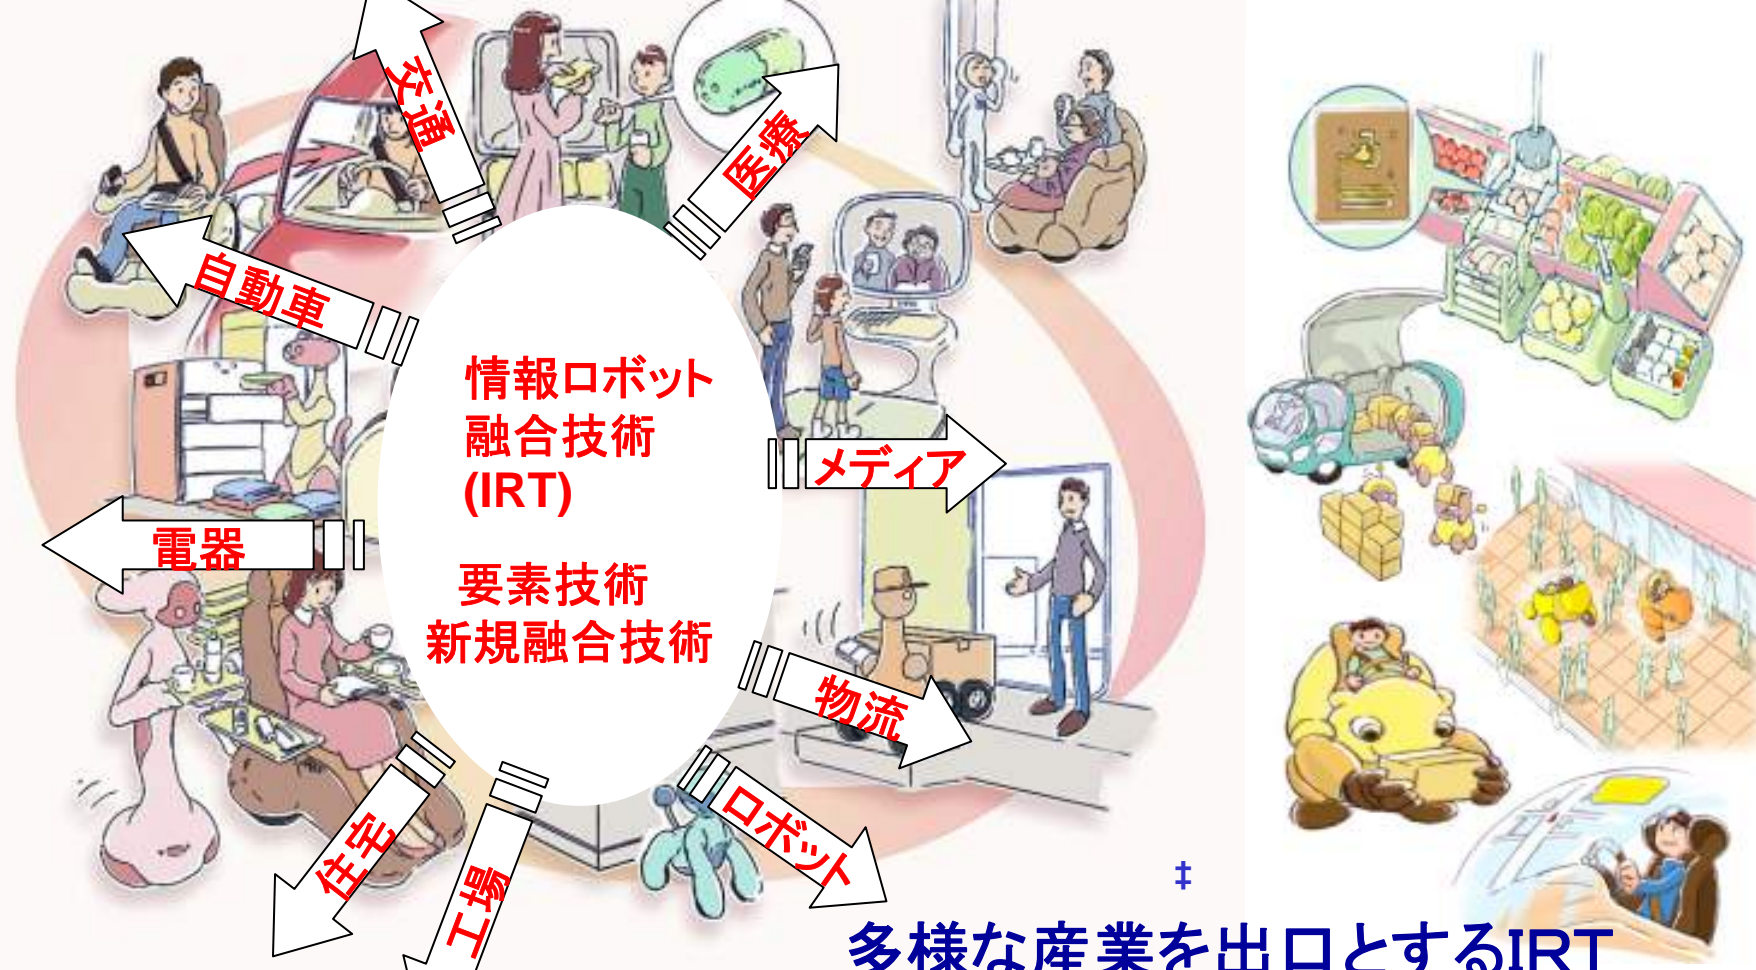 交通
医療
自動車
情報ロボット
融合技術
(IRT)
メディア
電器
要素技術
新規融合技術
物流
住宅
工場
ロボット
‡
多様な産業を出口とするIRT